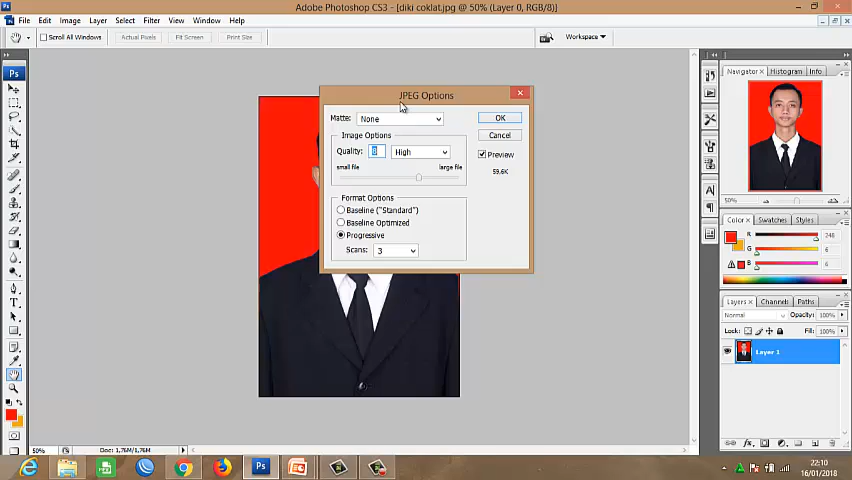 Adobe Photoshop CS3 - [diki coklat.jpg @ 50% (Layer 0, RGB/8)]
File Edit Image Layer Select Filter View Window Help
Scroll All Windows Actual Pixels Fit Screen Print Size Workspace
Ps
Navigator Histogram Info
50%
Color Swatches Styles
R 248
G 6
B 6
Layers Channels Paths
Normal Opacity: 100%
Lock: Fill: 100%
Layer 1
JPEG Options
Matte: None
OK
Cancel
Preview
59,6K
Image Options
Quality: 8 High
small file large file
Format Options
Baseline ("Standard")
Baseline Optimized
Progressive
Scans: 3
50% Doc: 1,76M/1,76M
Ps
22:10
16/01/2018